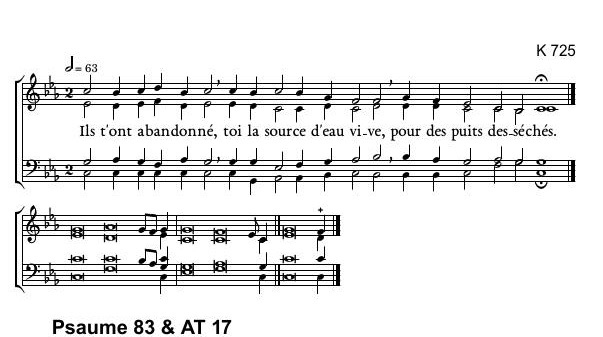 K 725
𝅗𝅥 = 63
Ils t'ont abandonné, toi la source d'eau vi-ve, pour des puits des-séchés.
Psaume 83 & AT 17